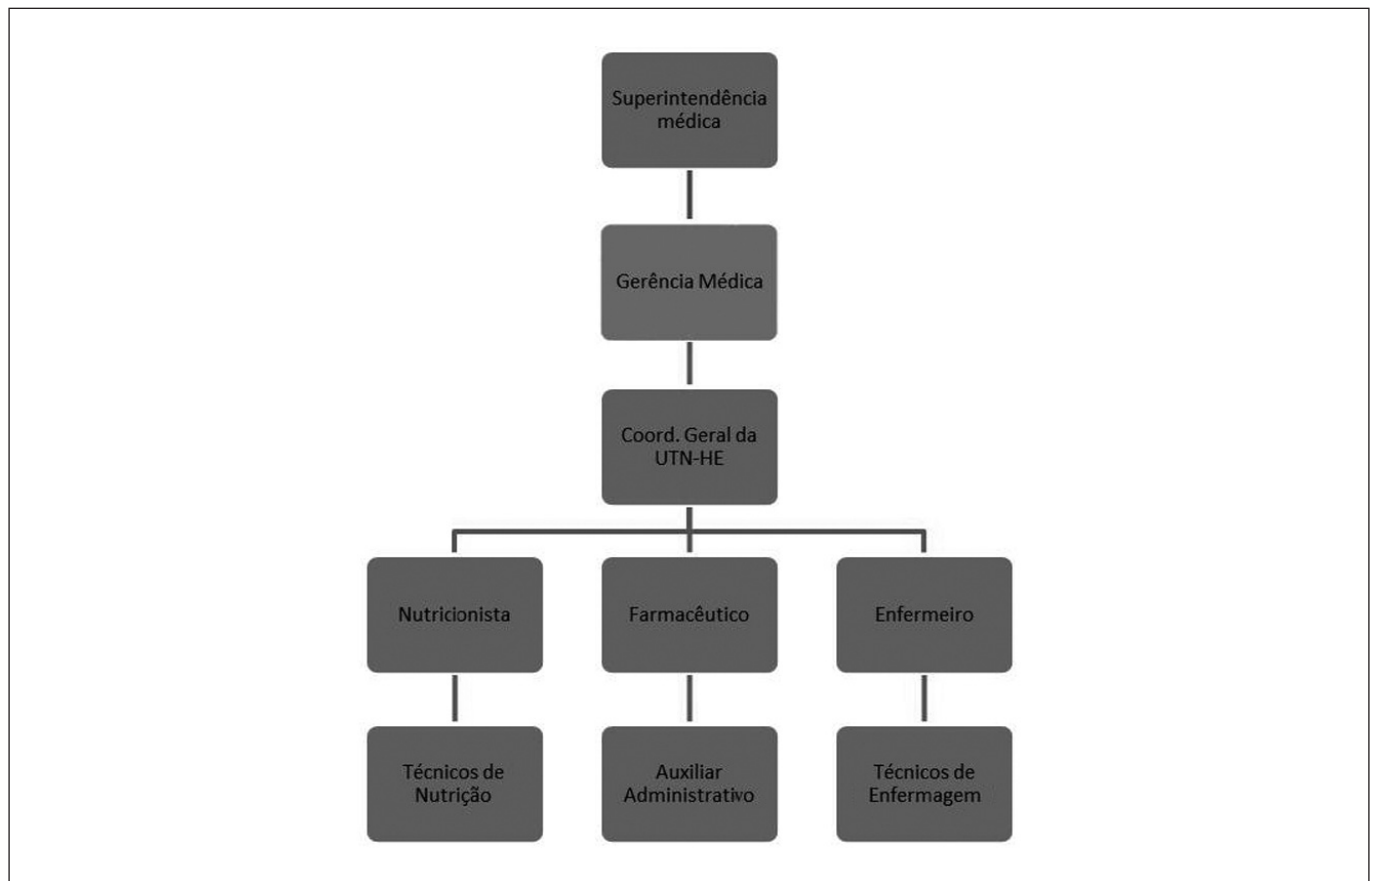 Superintendência
médica
Gerência Médica
Coord. Geral da
UTN-HE
Nutricionista
Farmacêutico
Enfermeiro
Técnicos de
Nutrição
Auxiliar
Administrativo
Técnicos de
Enfermagem